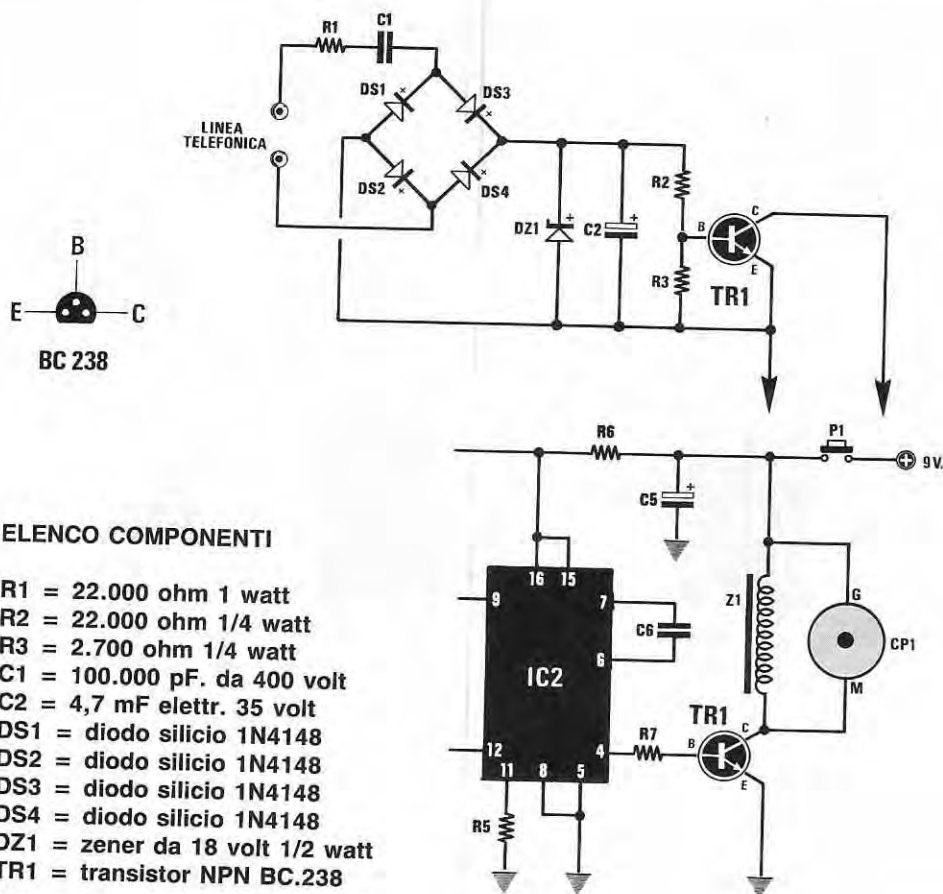 R1
C1
DS1
DS3
LINEA
TELEFONICA
DS2
DS4
DZ1
+
C2
+
R2
R3
B
C
E
TR1
B
E
C
BC 238
R6
P1
9V.
C5
+
16
15
9
7
6
C6
IC2
12
11
8
5
4
R5
R7
Z1
G
CP1
M
TR1
B
C
E
ELENCO COMPONENTI
R1 = 22.000 ohm 1 watt
R2 = 22.000 ohm 1/4 watt
R3 = 2.700 ohm 1/4 watt
C1 = 100.000 pF. da 400 volt
C2 = 4,7 mF elettr. 35 volt
DS1 = diodo silicio 1N4148
DS2 = diodo silicio 1N4148
DS3 = diodo silicio 1N4148
DS4 = diodo silicio 1N4148
DZ1 = zener da 18 volt 1/2 watt
TR1 = transistor NPN BC.238